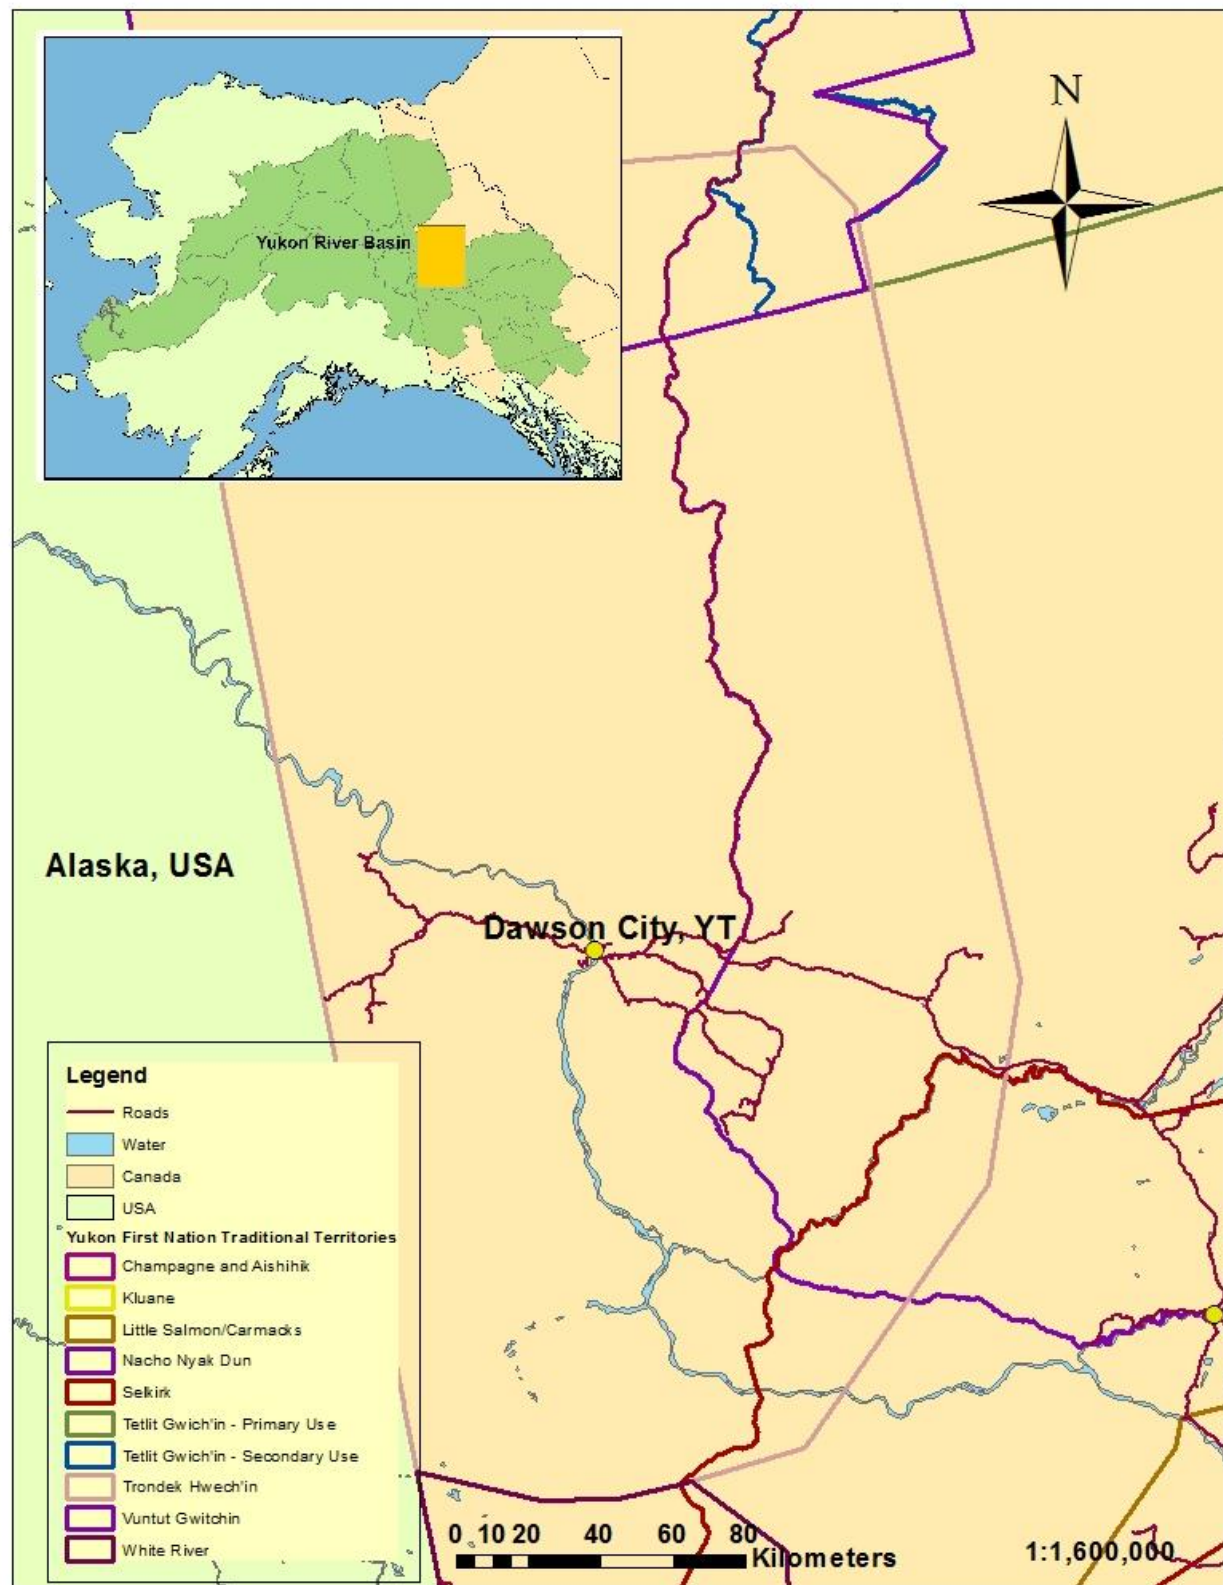 N
Yukon River Basin
Alaska, USA
Dawson City, YT
Legend
Roads
Water
Canada
USA
Yukon First Nation Traditional Territories
Champagne and Aishihik
Kluane
Little Salmon/Carmacks
Nacho Nyak Dun
Selkirk
Tetlit Gwich'in - Primary Use
Tetlit Gwich'in - Secondary Use
Trondek Hwech'in
Vuntut Gwitchin
White River
0 10 20 40 60 80
Kilometers
1:1,600,000